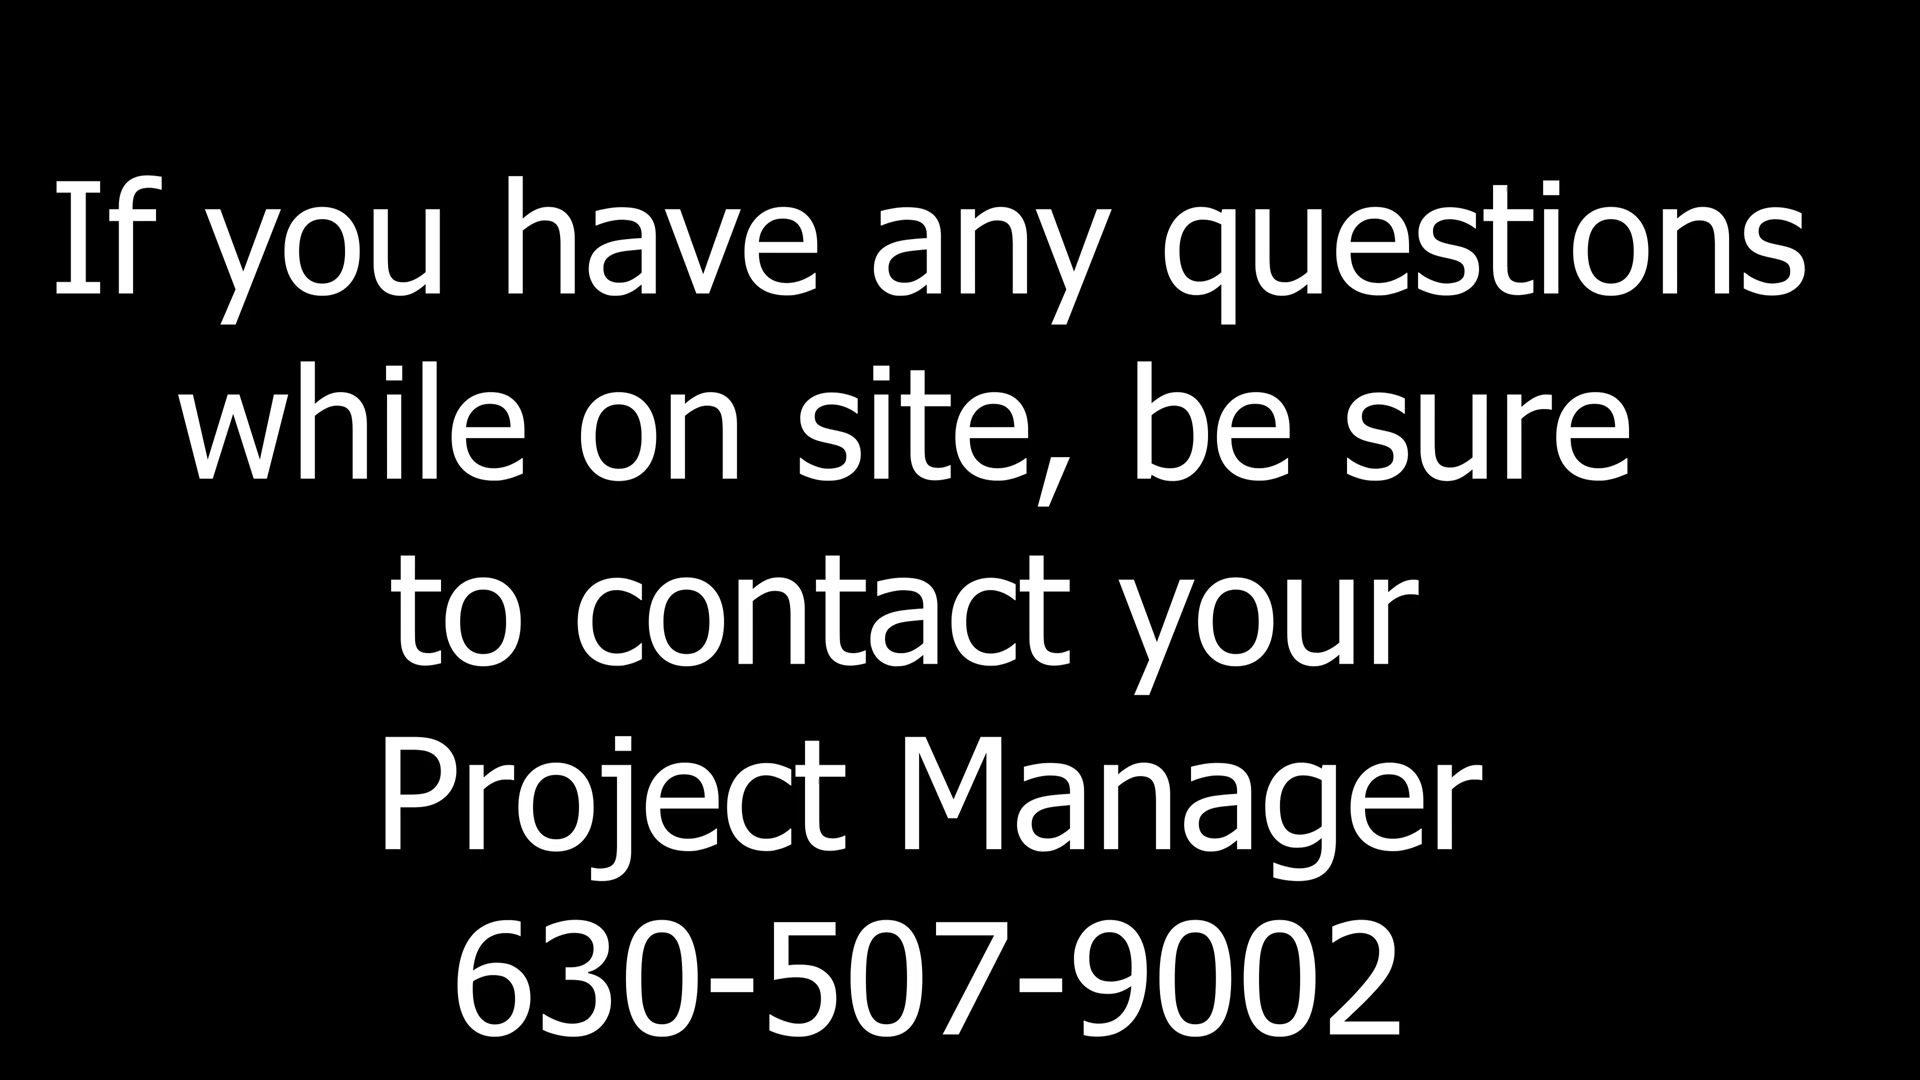 If you have any questions
while on site, be sure
to contact your
Project Manager
630-507-9002